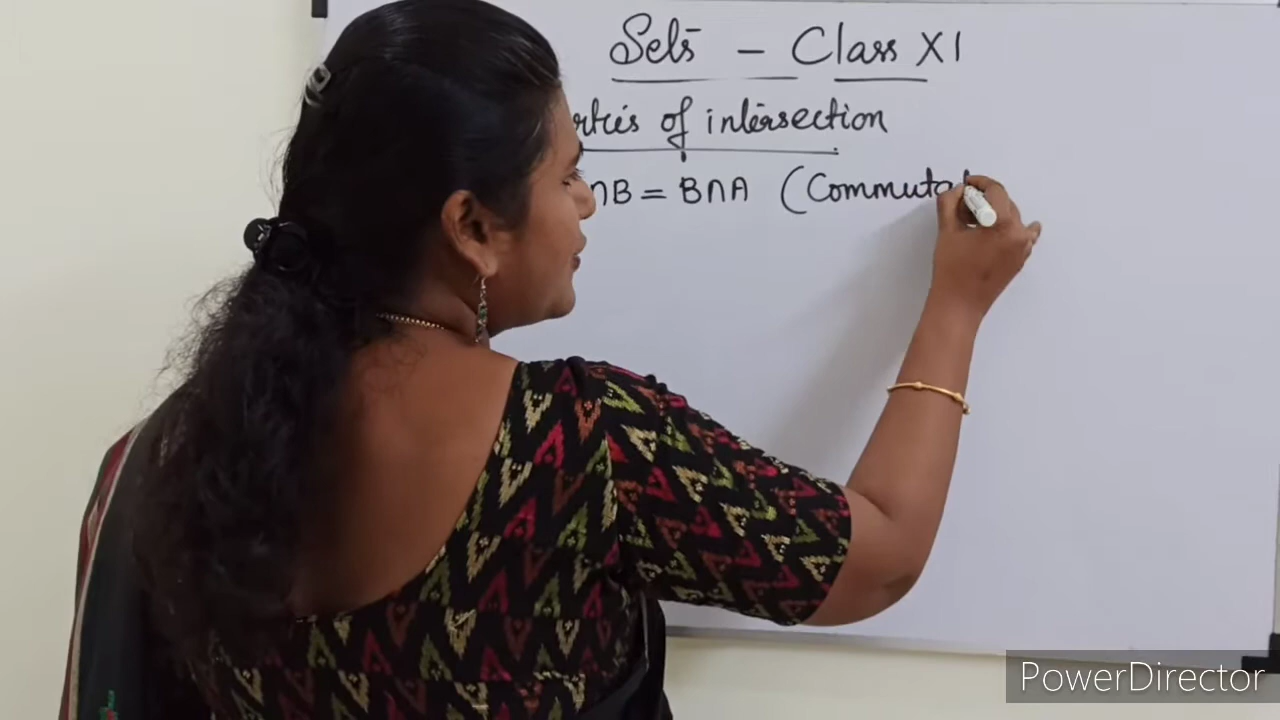 Sets - Class XI
rties of intersection
∩B = B∩A (Commuta
PowerDirector